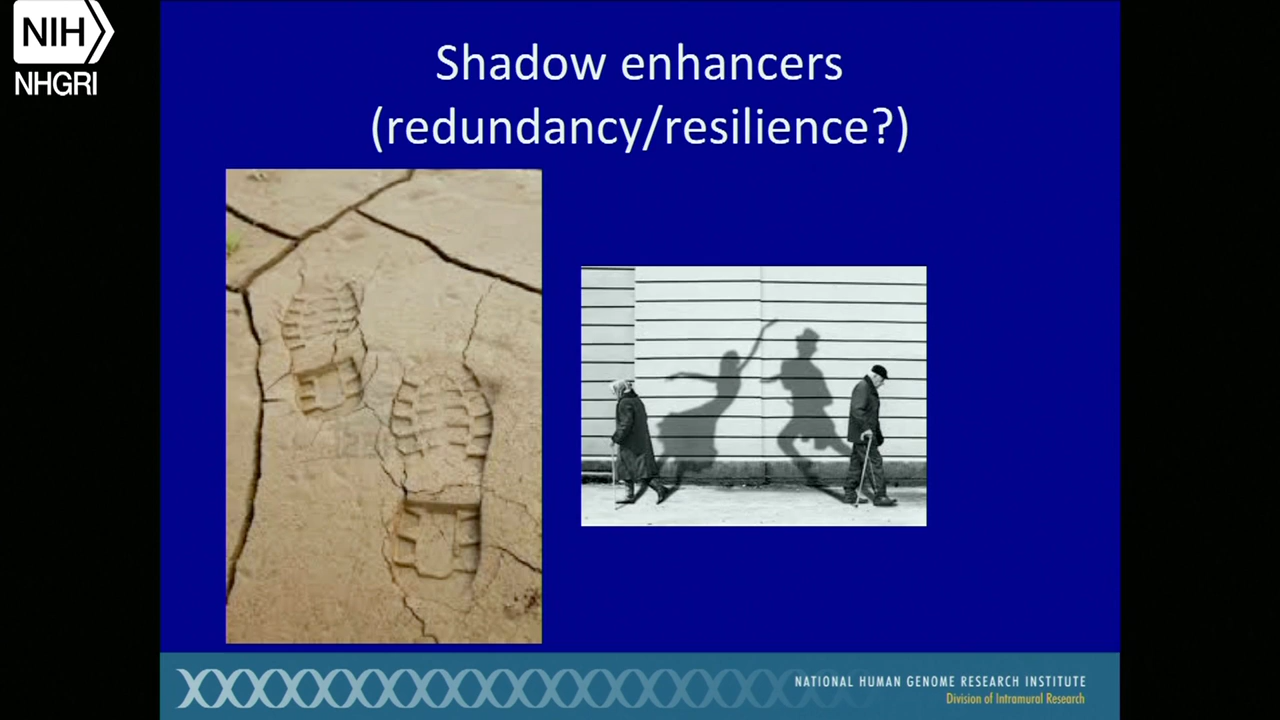 NIH
NHGRI
Shadow enhancers
(redundancy/resilience?)
NATIONAL HUMAN GENOME RESEARCH INSTITUTE
Division of Intramural Research